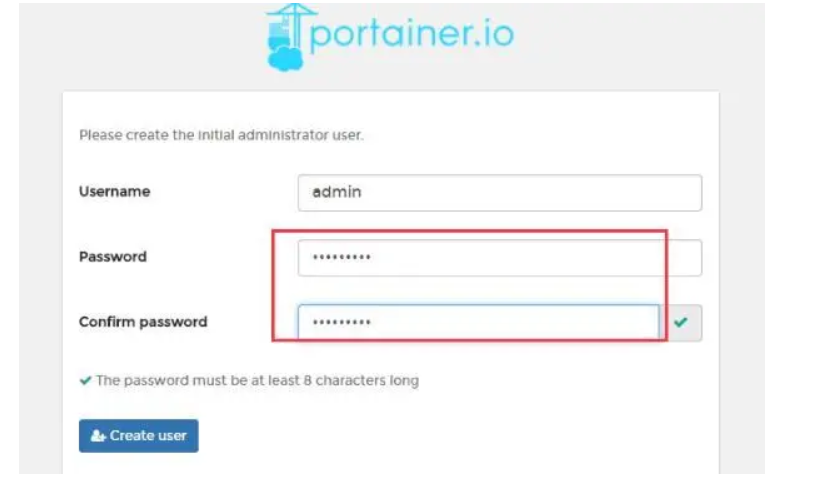 portainer.io
Please create the initial administrator user.
Username
admin
Password
•••••••••
Confirm password
•••••••••
The password must be at least 8 characters long
Create user